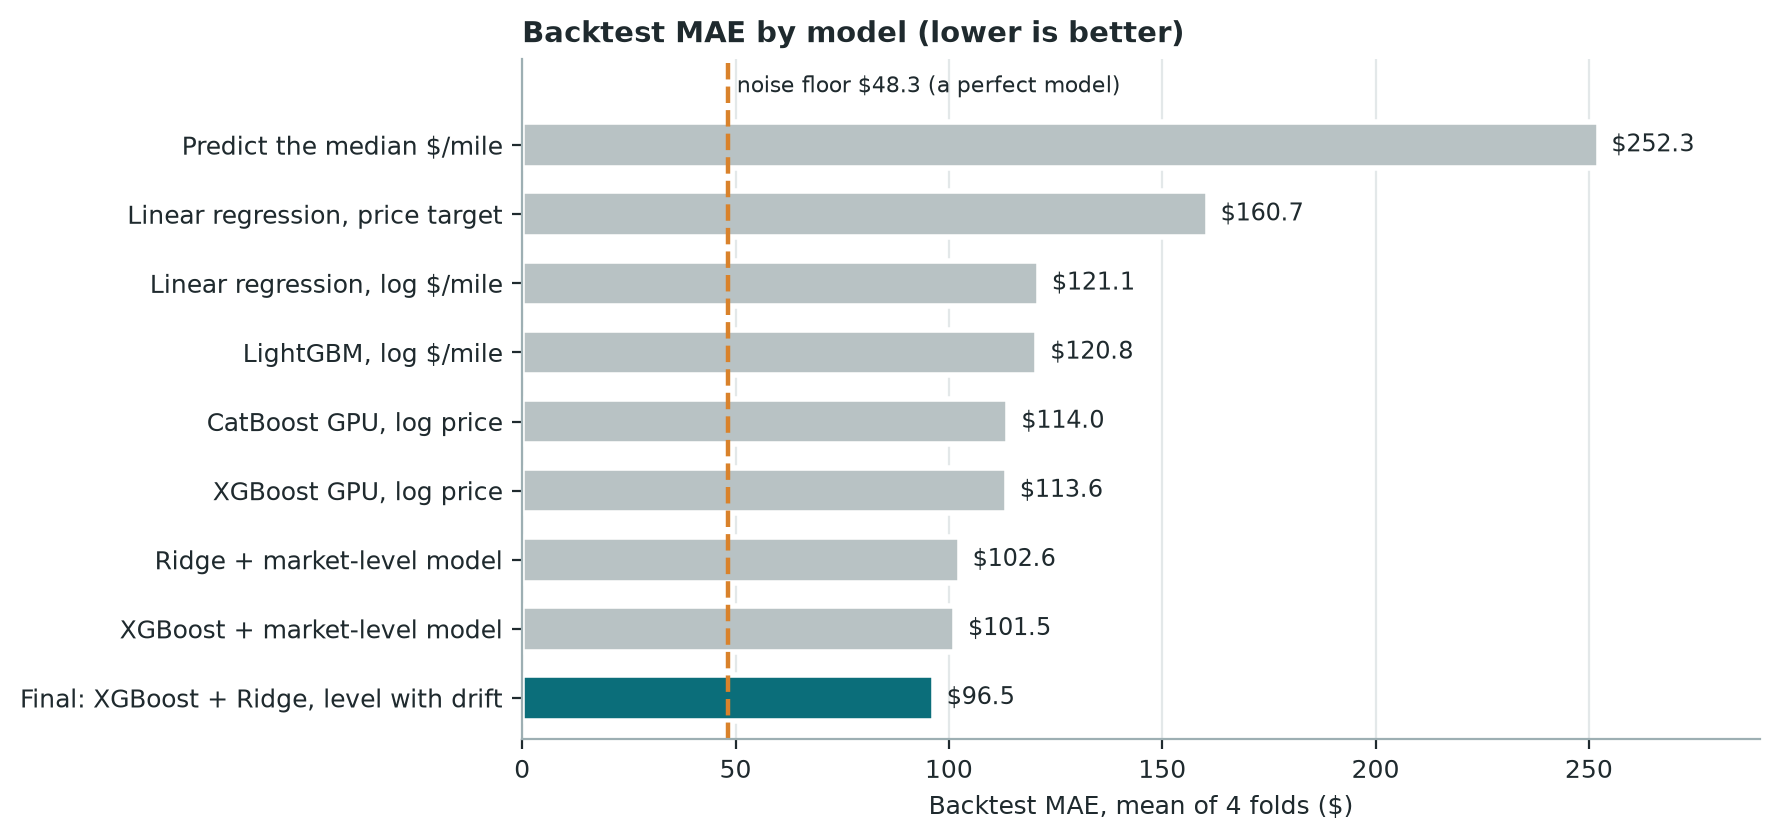 Backtest MAE by model (lower is better)
noise floor $48.3 (a perfect model)
Predict the median $/mile
$252.3
Linear regression, price target
$160.7
Linear regression, log $/mile
$121.1
LightGBM, log $/mile
$120.8
CatBoost GPU, log price
$114.0
XGBoost GPU, log price
$113.6
Ridge + market-level model
$102.6
XGBoost + market-level model
$101.5
Final: XGBoost + Ridge, level with drift
$96.5
0 50 100 150 200 250
Backtest MAE, mean of 4 folds ($)